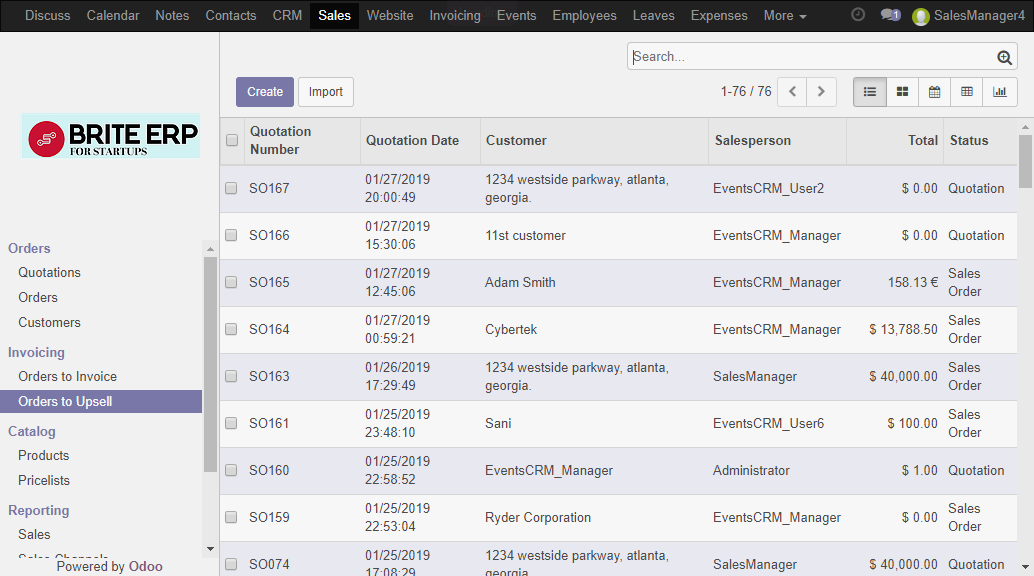 Discuss Calendar Notes Contacts CRM Sales Website Invoicing Events Employees Leaves Expenses More 1 SalesManager4
Search...
Create Import 1-76 / 76
BRITE ERP
FOR STARTUPS
Orders
Quotations
Orders
Customers
Invoicing
Orders to Invoice
Orders to Upsell
Catalog
Products
Pricelists
Reporting
Sales
Sales Channels
Powered by Odoo
Quotation
Number Quotation Date Customer Salesperson Total Status
SO167 01/27/2019
20:00:49 1234 westside parkway, atlanta,
georgia. EventsCRM_User2 $ 0.00 Quotation
SO166 01/27/2019
15:30:06 11st customer EventsCRM_Manager $ 0.00 Quotation
SO165 01/27/2019
12:45:06 Adam Smith EventsCRM_Manager 158.13 € Sales
Order
SO164 01/27/2019
00:59:21 Cybertek EventsCRM_Manager $ 13,788.50 Sales
Order
SO163 01/26/2019
17:29:49 1234 westside parkway, atlanta,
georgia. SalesManager $ 40,000.00 Sales
Order
SO161 01/25/2019
23:48:10 Sani EventsCRM_User6 $ 100.00 Sales
Order
SO160 01/25/2019
22:58:52 EventsCRM_Manager Administrator $ 1.00 Quotation
SO159 01/25/2019
22:53:04 Ryder Corporation EventsCRM_Manager $ 0.00 Sales
Order
SO074 01/25/2019
17:08:29 1234 westside parkway, atlanta,
georgia. SalesManager $ 40,000.00 Quotation